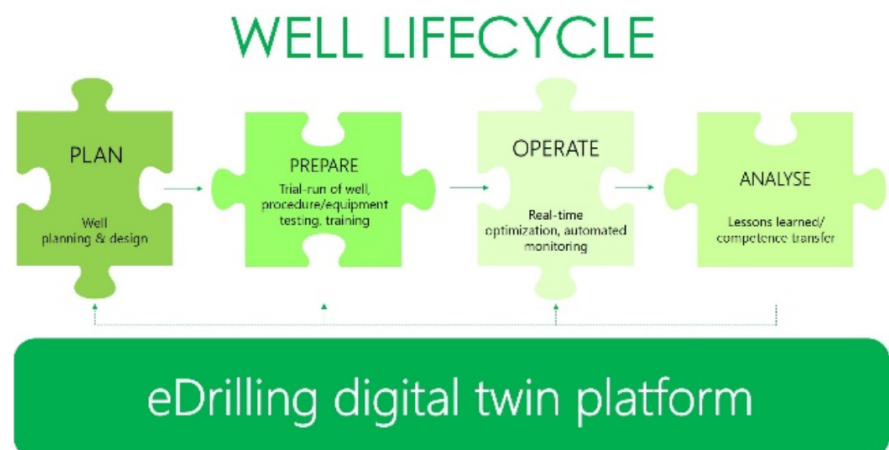 WELL LIFECYCLE
PLAN
Well
planning & design
PREPARE
Trial-run of well,
procedure/equipment
testing, training
OPERATE
Real-time
optimization, automated
monitoring
ANALYSE
Lessons learned/
competence transfer
eDrilling digital twin platform